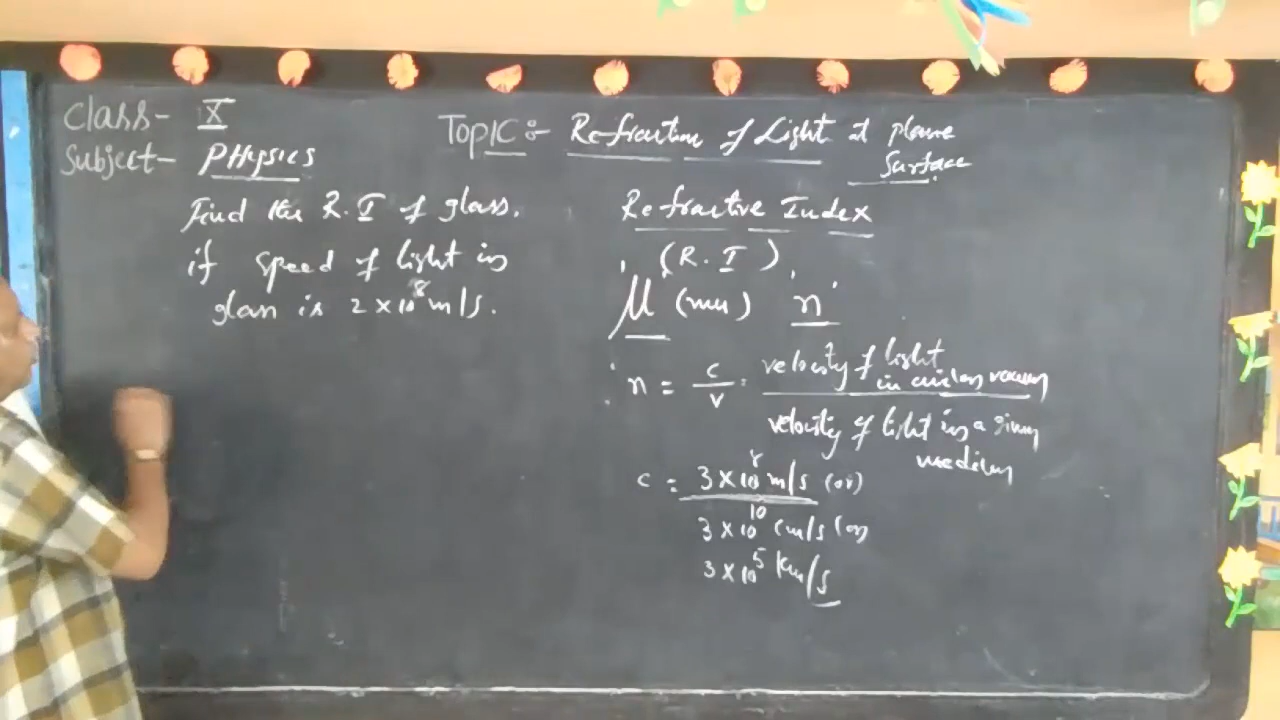 Class- X
Subject- PHysics
TOPIC:- Refraction of Light at plane
Surface
Find the R.I of glass.
if speed of light in
glass is 2 × 10⁸ m/s.
Refractive Index
(R.I)
μ (mu) n
n = c/v = velocity of light in air (or) vacuum / velocity of light in a given medium
c = 3 × 10⁸ m/s (or)
3 × 10¹⁰ cm/s (or)
3 × 10⁵ km/s